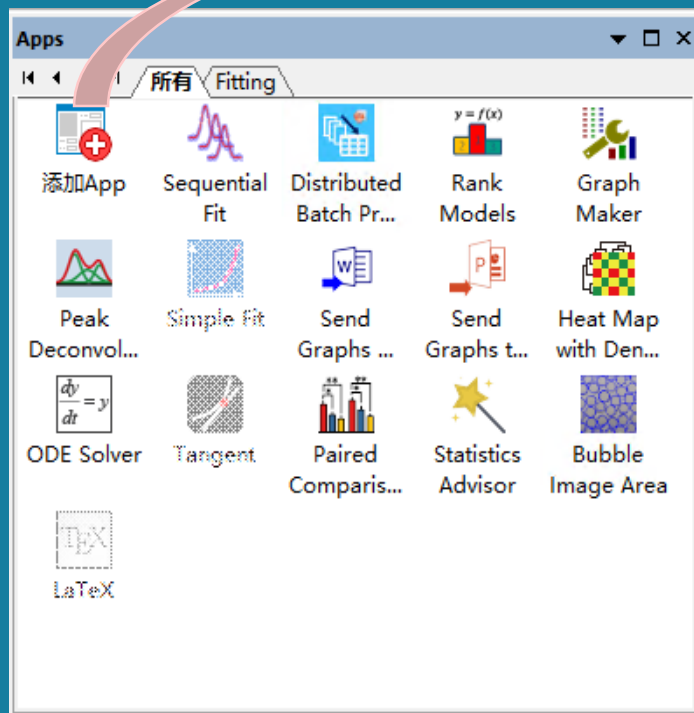 Apps
所有 Fitting
y = f(x)
添加App Sequential Distributed Rank Graph
Fit Batch Pr... Models Maker
W P
Peak Simple Fit Send Send Heat Map
Deconvol... Graphs ... Graphs t... with Den...
dy/dt = y
ODE Solver Tangent Paired Statistics Bubble
Comparis... Advisor Image Area
TEX
LaTeX